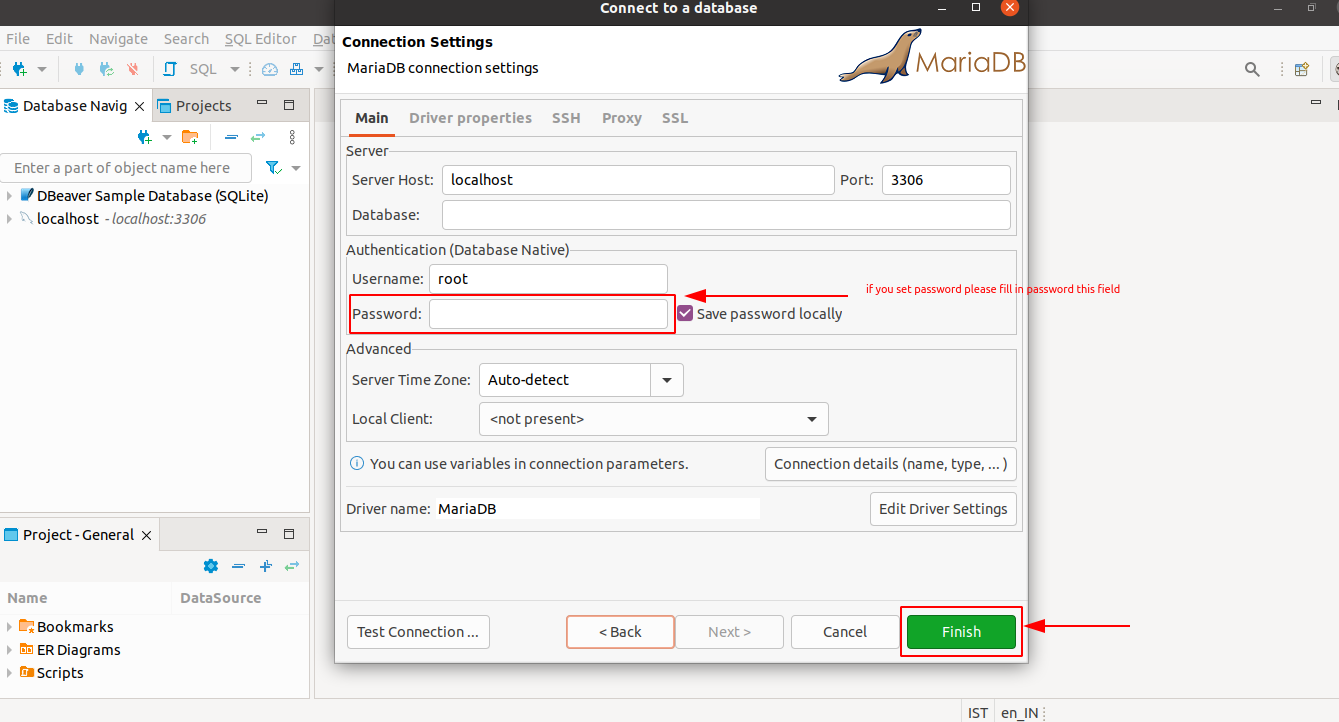 Connect to a database
File Edit Navigate Search SQL Editor Dat
Connection Settings
MariaDB connection settings
MariaDB
SQL
Database Navig
Projects
Enter a part of object name here
DBeaver Sample Database (SQLite)
localhost - localhost:3306
Main Driver properties SSH Proxy SSL
Server
Server Host: localhost Port: 3306
Database:
Authentication (Database Native)
Username: root
if you set password please fill in password this field
Password: Save password locally
Advanced
Server Time Zone: Auto-detect
Local Client: <not present>
You can use variables in connection parameters. Connection details (name, type, ... )
Driver name: MariaDB Edit Driver Settings
Project - General
Name DataSource
Bookmarks
ER Diagrams
Scripts
Test Connection ... < Back Next > Cancel Finish
IST en_IN